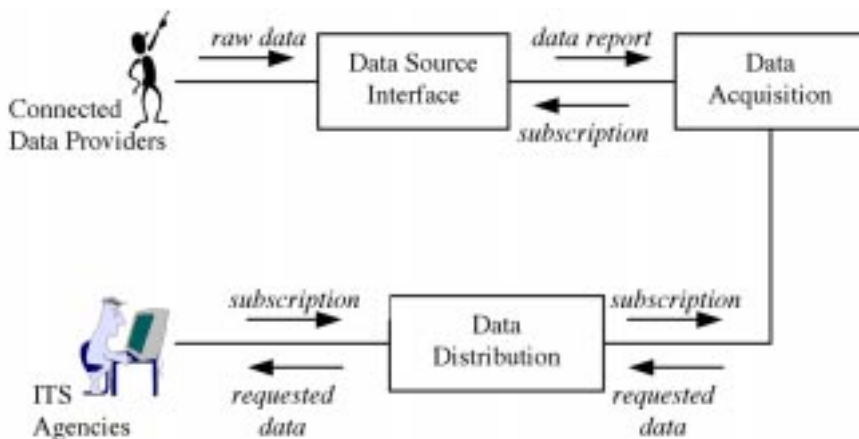 raw data
Data Source
Interface
data report
Data
Acquisition
Connected
Data Providers
subscription
subscription
Data
Distribution
subscription
ITS
Agencies
requested
data
requested
data